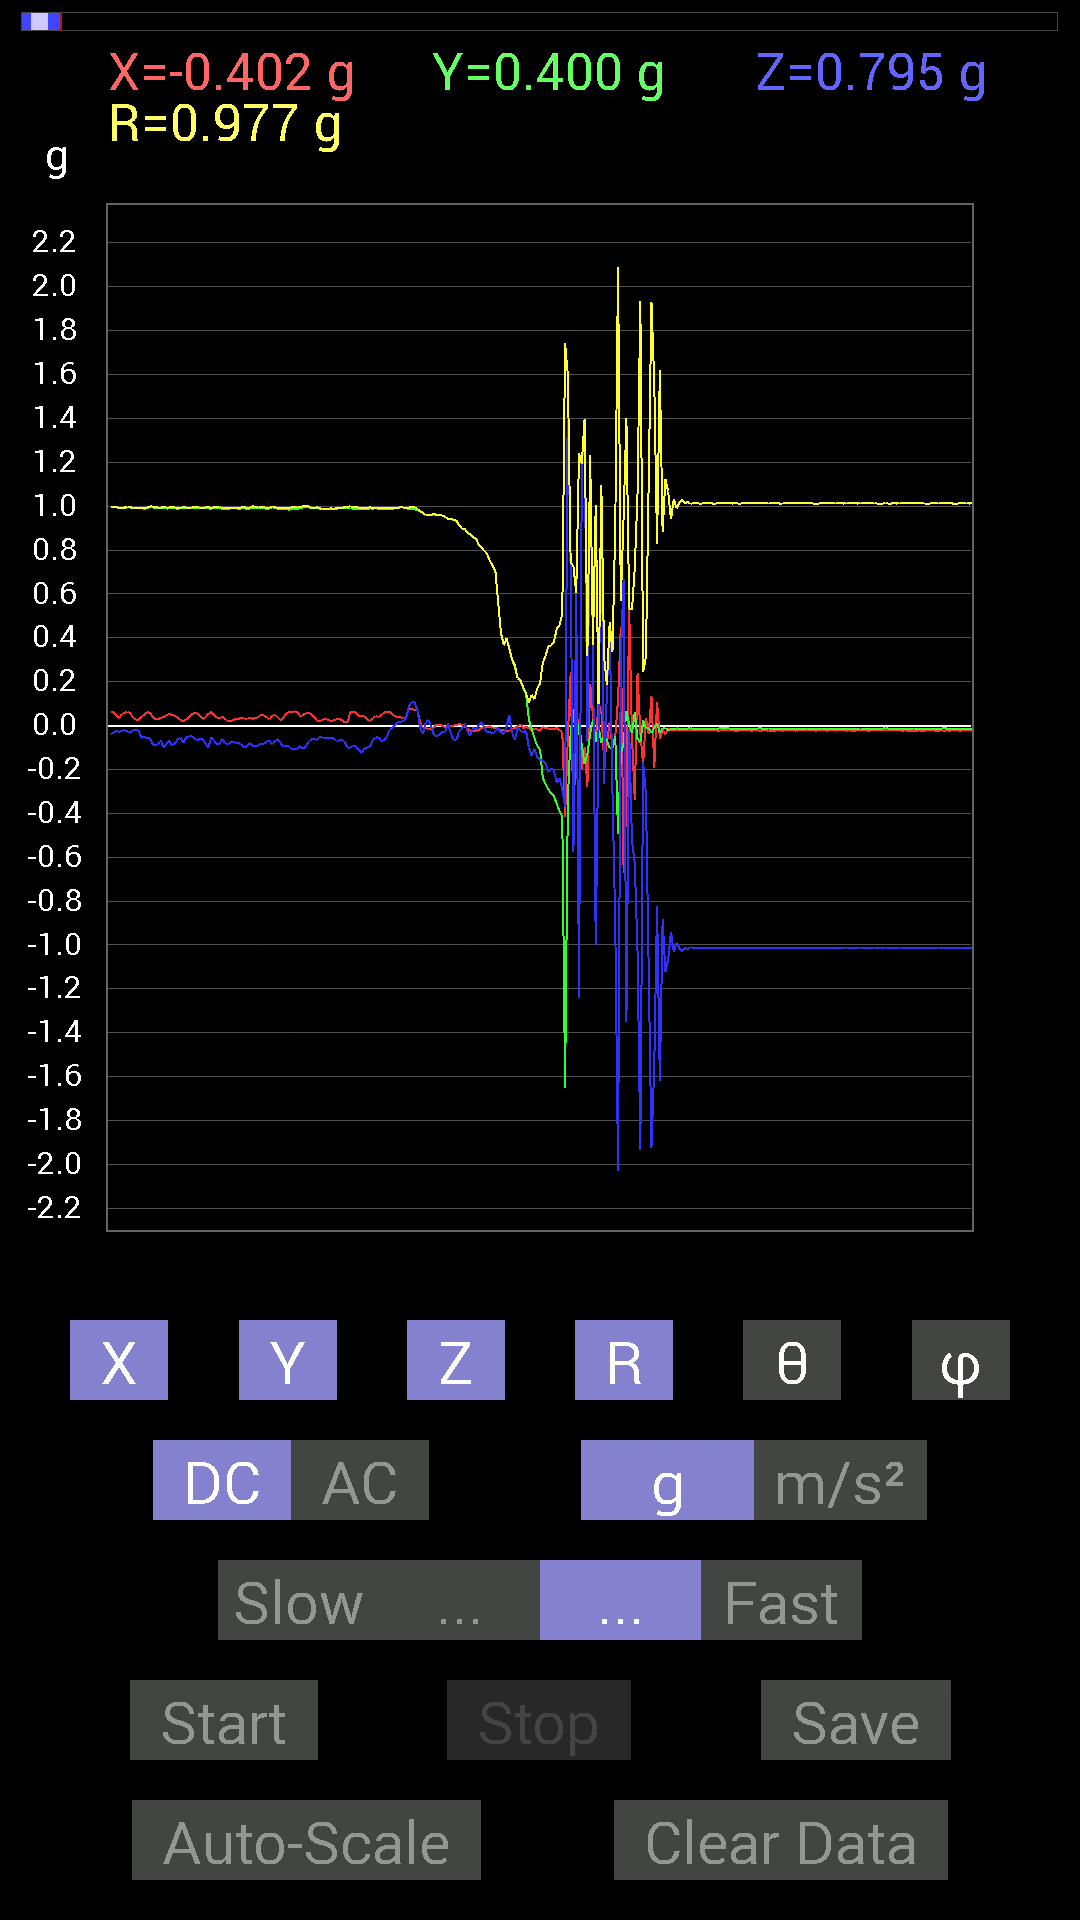 X=-0.402 g Y=0.400 g Z=0.795 g
R=0.977 g
g
2.2
2.0
1.8
1.6
1.4
1.2
1.0
0.8
0.6
0.4
0.2
0.0
-0.2
-0.4
-0.6
-0.8
-1.0
-1.2
-1.4
-1.6
-1.8
-2.0
-2.2
X Y Z R θ φ
DC AC g m/s²
Slow ... ... Fast
Start Stop Save
Auto-Scale Clear Data